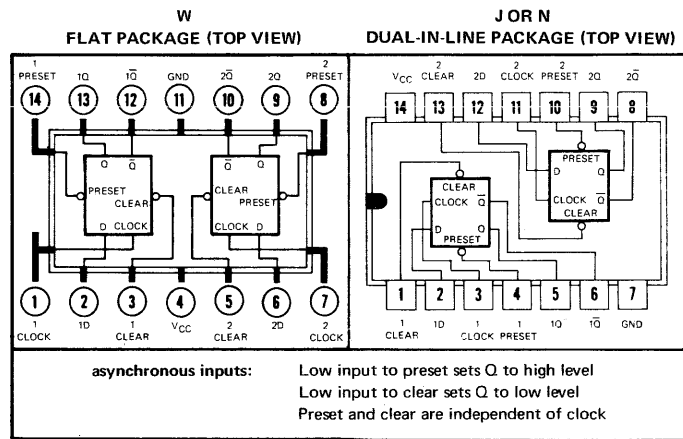 W
FLAT PACKAGE (TOP VIEW)
1 PRESET 1Q 1Q̅ GND 2Q̅ 2Q 2 PRESET
14 13 12 11 10 9 8
Q Q̅ Q̅ Q
PRESET CLEAR CLEAR PRESET
D CLOCK CLOCK D
1 2 3 4 5 6 7
1 CLOCK 1D 1 CLEAR VCC 2 CLEAR 2D 2 CLOCK
J OR N
DUAL-IN-LINE PACKAGE (TOP VIEW)
VCC 2 CLEAR 2D 2 CLOCK 2 PRESET 2Q 2Q̅
14 13 12 11 10 9 8
PRESET
D Q
CLOCK Q̅
CLEAR
CLEAR
CLOCK Q̅
D Q
PRESET
1 2 3 4 5 6 7
1 CLEAR 1D 1 CLOCK 1 PRESET 1Q 1Q̅ GND
asynchronous inputs: Low input to preset sets Q to high level
Low input to clear sets Q to low level
Preset and clear are independent of clock